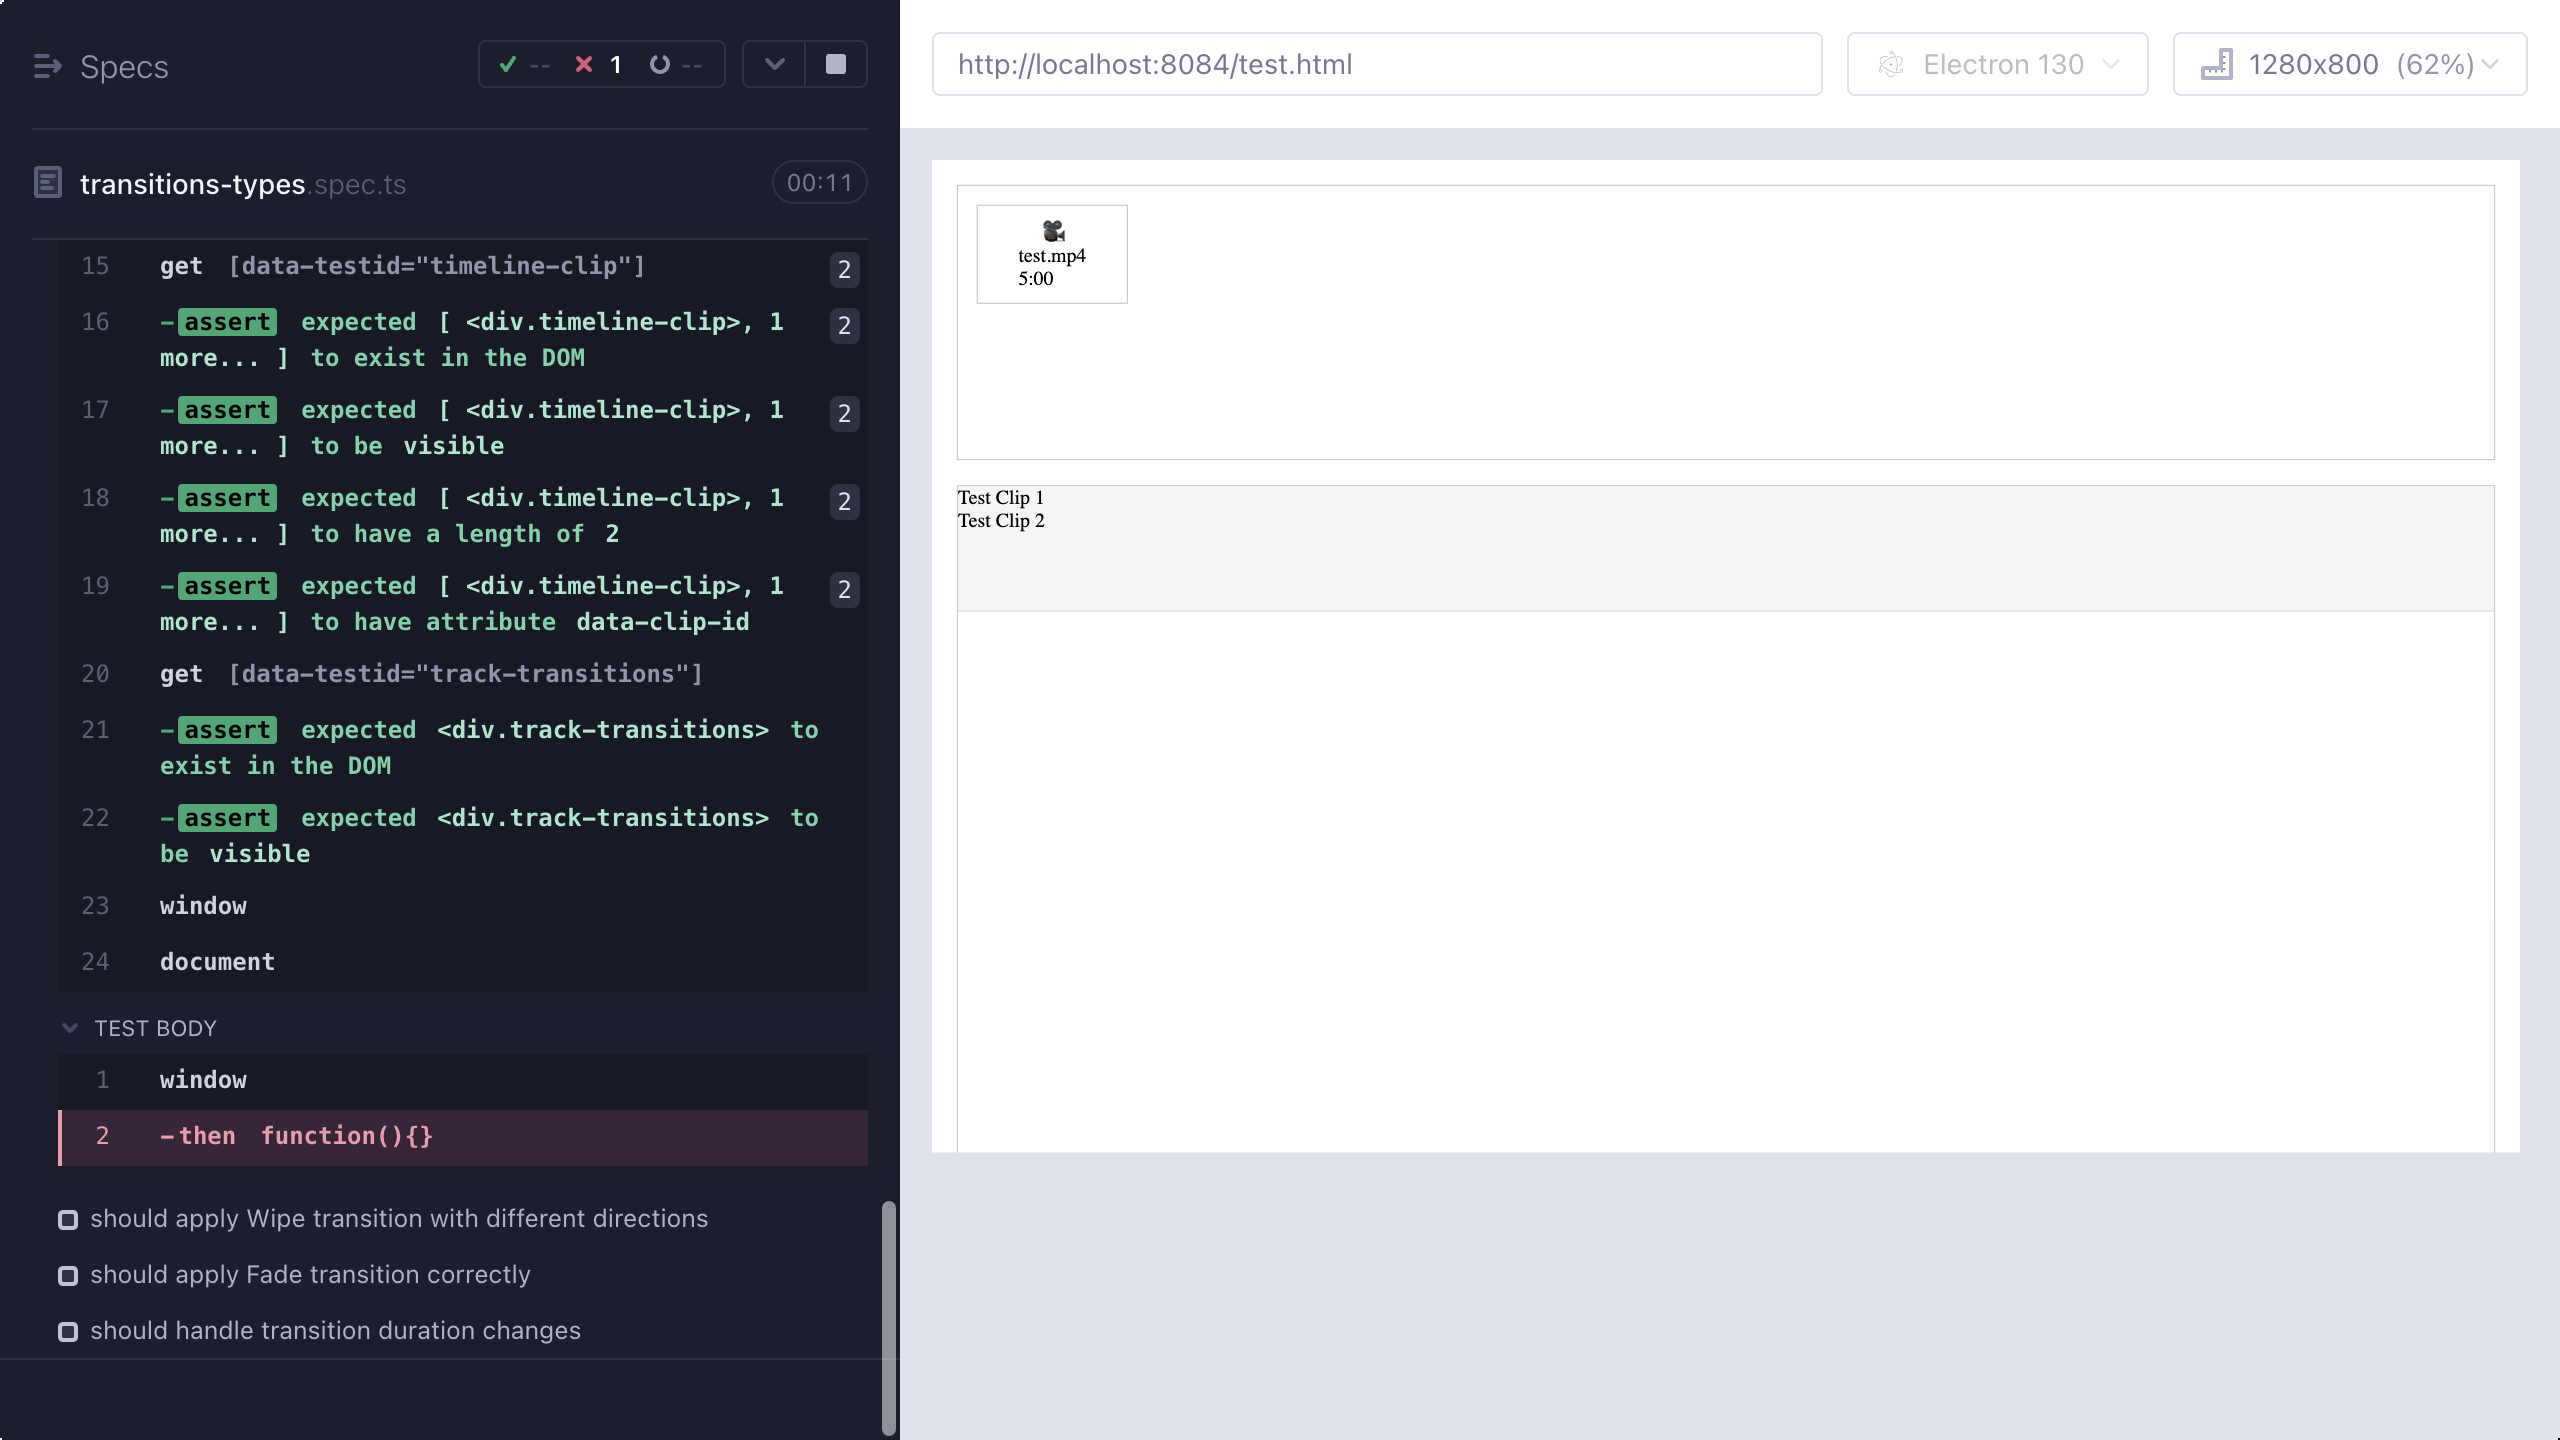 Specs
-- 1 --
transitions-types.spec.ts 00:11
15 get [data-testid="timeline-clip"] 2
16 -assert expected [ <div.timeline-clip>, 1 2
more... ] to exist in the DOM
17 -assert expected [ <div.timeline-clip>, 1 2
more... ] to be visible
18 -assert expected [ <div.timeline-clip>, 1 2
more... ] to have a length of 2
19 -assert expected [ <div.timeline-clip>, 1 2
more... ] to have attribute data-clip-id
20 get [data-testid="track-transitions"]
21 -assert expected <div.track-transitions> to
exist in the DOM
22 -assert expected <div.track-transitions> to
be visible
23 window
24 document
TEST BODY
1 window
2 -then function(){}
should apply Wipe transition with different directions
should apply Fade transition correctly
should handle transition duration changes
http://localhost:8084/test.html
Electron 130
1280x800 (62%)
test.mp4
5:00
Test Clip 1
Test Clip 2